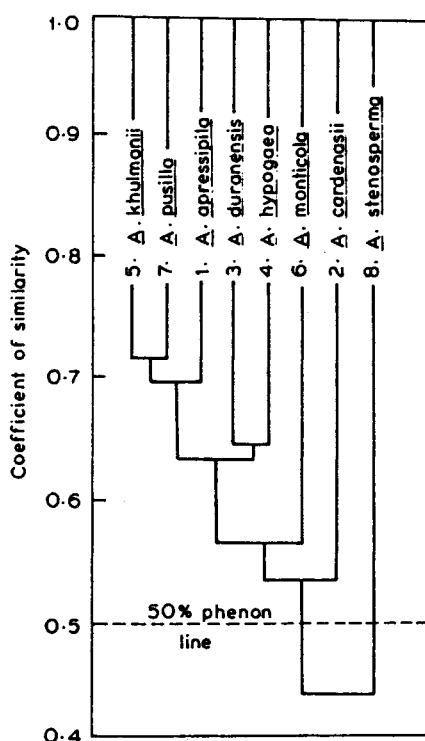 Coefficient of similarity
1·0
0·9
0·8
0·7
0·6
0·5
0·4
5. A. khulmanii
7. A. pusilla
1. A. apressipila
3. A. duranensis
4. A. hypogaea
6. A. monticola
2. A. cardenasii
8. A. stenosperma
50% phenon
line